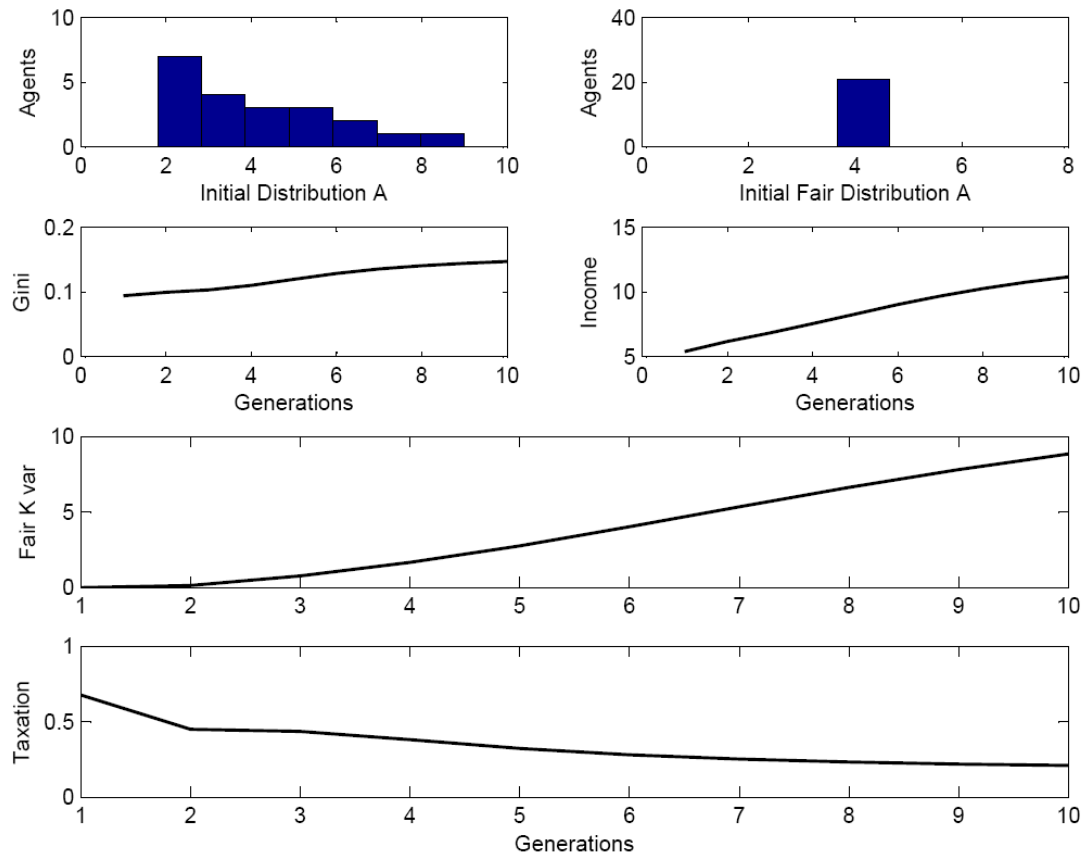 10
5
0
Agents
0 2 4 6 8 10
Initial Distribution A
40
20
0
Agents
0 2 4 6 8
Initial Fair Distribution A
0.2
0.1
0
Gini
0 2 4 6 8 10
Generations
15
10
5
Income
0 2 4 6 8 10
Generations
10
5
0
Fair K var
1 2 3 4 5 6 7 8 9 10
1
0.5
0
Taxation
1 2 3 4 5 6 7 8 9 10
Generations